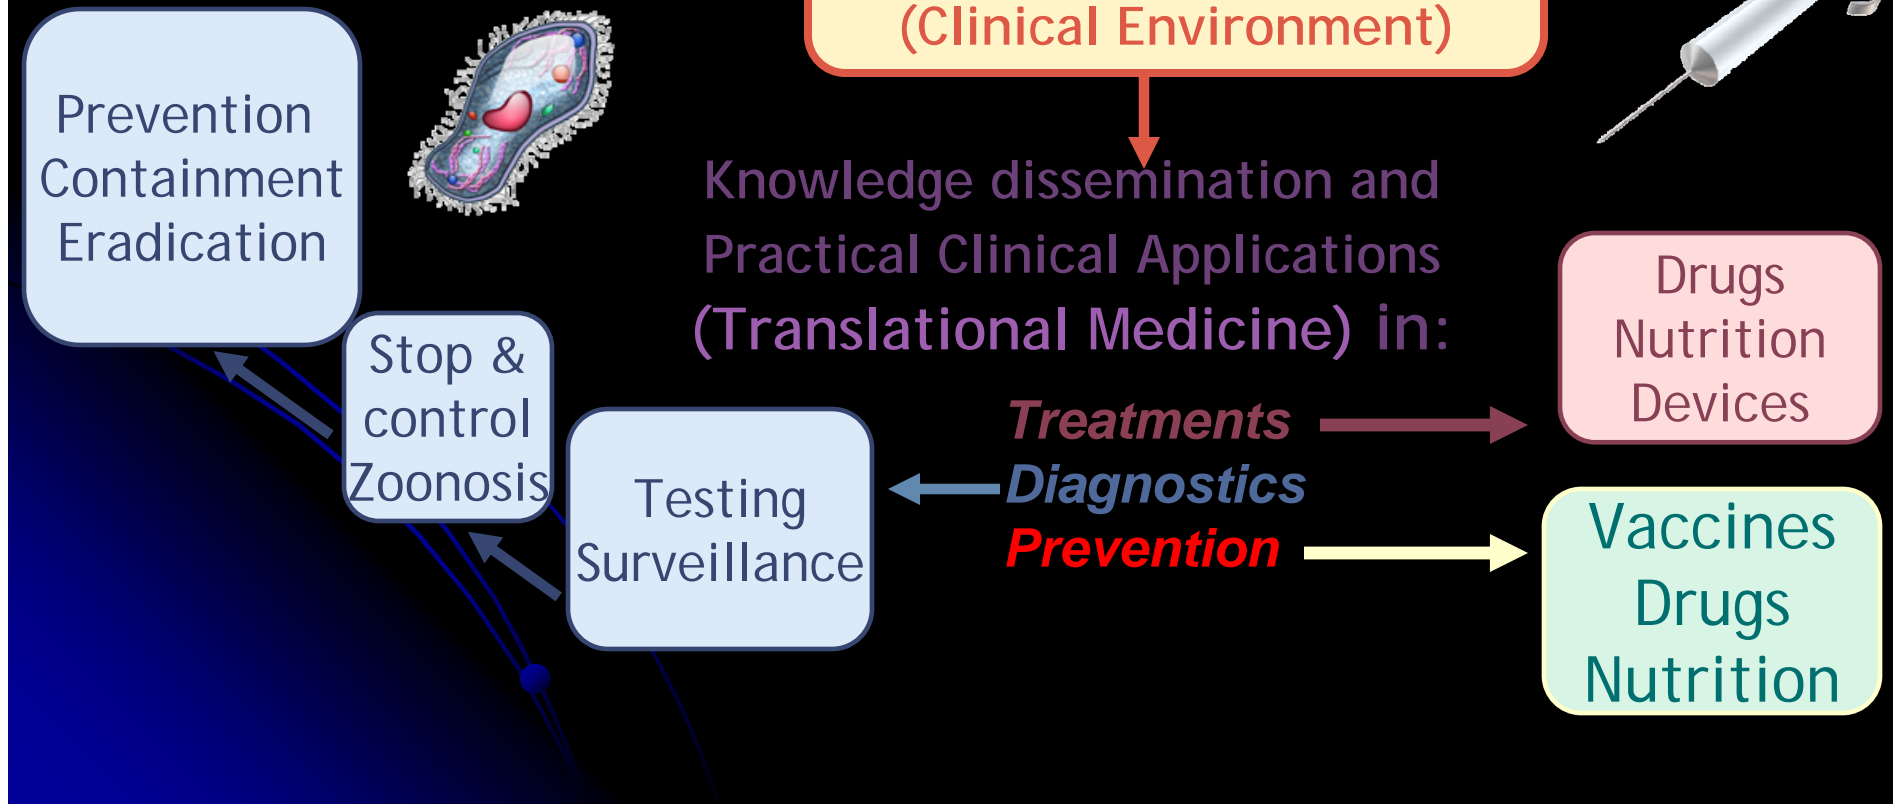 (Clinical Environment)
Prevention
Containment
Eradication
Knowledge dissemination and
Practical Clinical Applications
(Translational Medicine) in:
Stop &
control
Zoonosis
Testing
Surveillance
Treatments
Diagnostics
Prevention
Drugs
Nutrition
Devices
Vaccines
Drugs
Nutrition